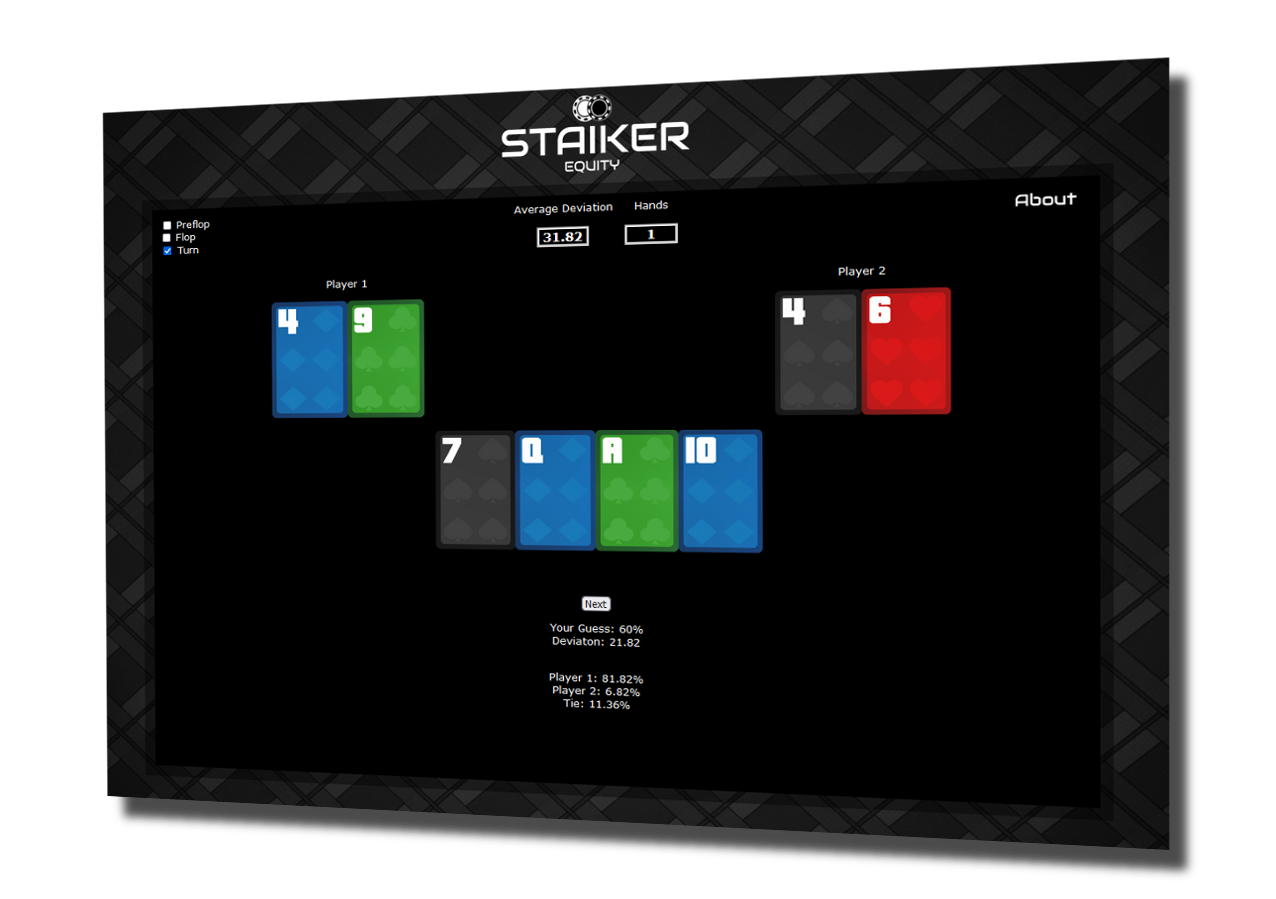 STAIKER
EQUITY
About
Average Deviation Hands
31.82 1
Preflop
Flop
Turn
Player 1
Player 2
4 9
4 6
7 Q A 10
Next
Your Guess: 60%
Deviaton: 21.82
Player 1: 81.82%
Player 2: 6.82%
Tie: 11.36%